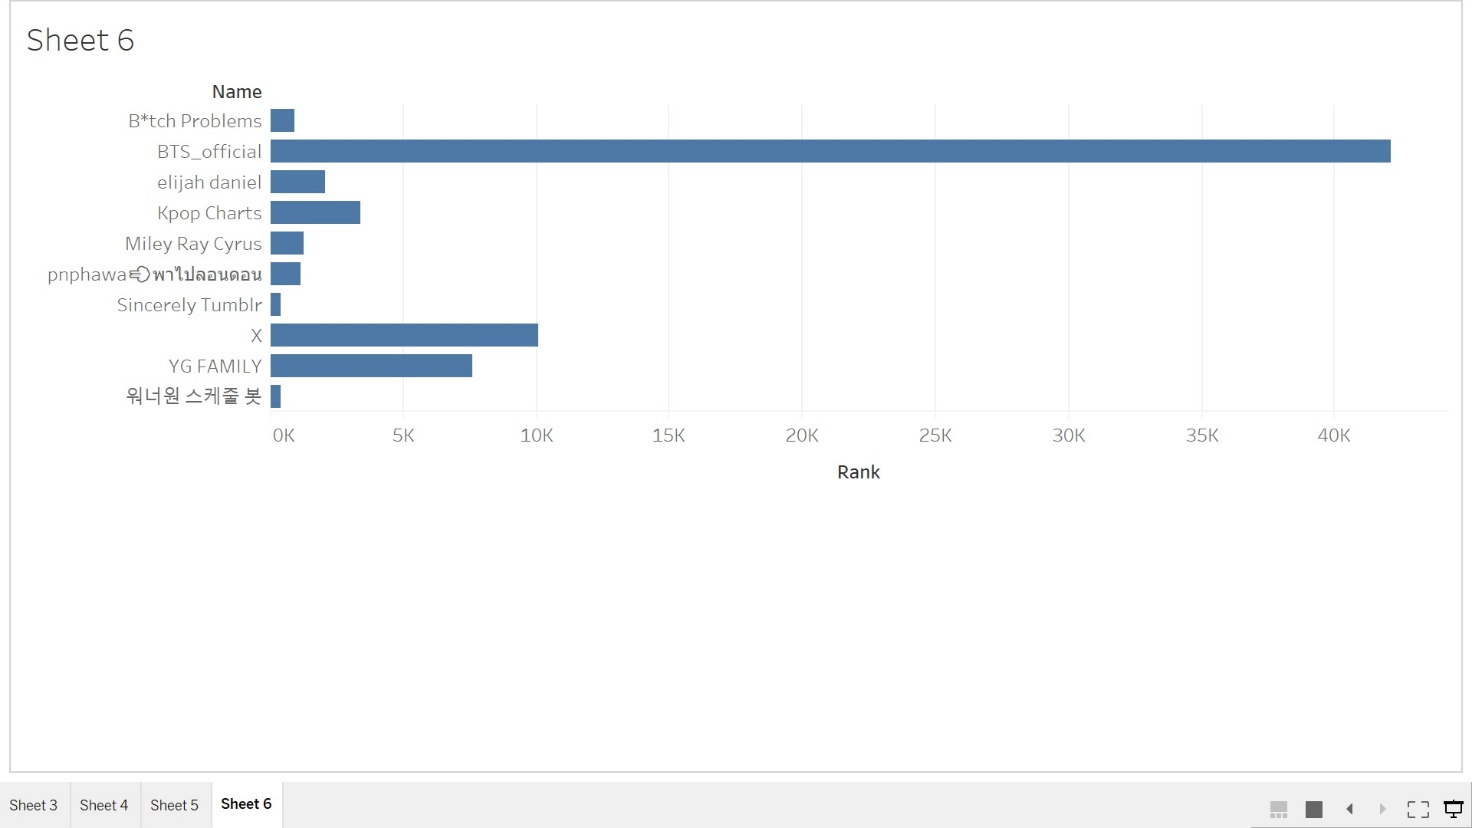 Sheet 6
Name
B*tch Problems
BTS_official
elijah daniel
Kpop Charts
Miley Ray Cyrus
pnphawa💨พาไปลอนดอน
Sincerely Tumblr
X
YG FAMILY
워너원 스케줄 봇
0K 5K 10K 15K 20K 25K 30K 35K 40K
Rank
Sheet 3 Sheet 4 Sheet 5 Sheet 6